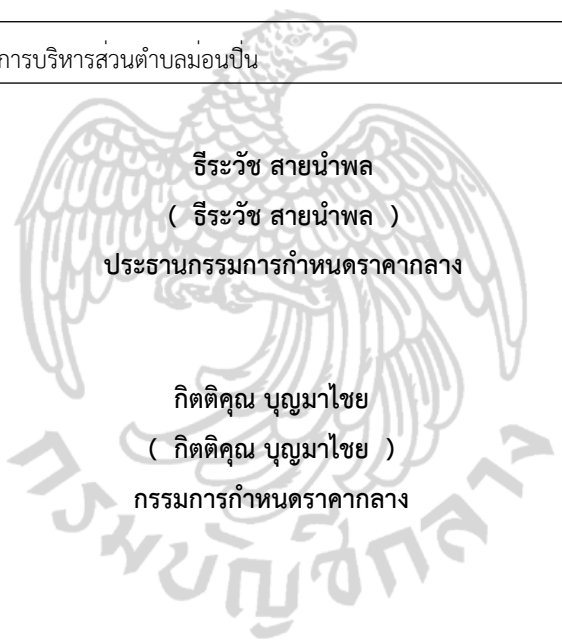 การบริหารส่วนตำบลม่อนปิ่น
ธีระวัช สายนำพล
( ธีระวัช สายนำพล )
ประธานกรรมการกำหนดราคากลาง
กิตติคุณ บุญมาไชย
( กิตติคุณ บุญมาไชย )
กรรมการกำหนดราคากลาง
กรมบัญชีกลาง